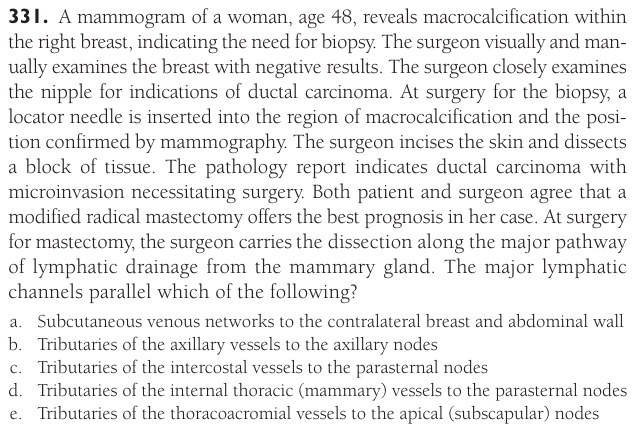 331. A mammogram of a woman, age 48, reveals macrocalcification within
the right breast, indicating the need for biopsy. The surgeon visually and man-
ually examines the breast with negative results. The surgeon closely examines
the nipple for indications of ductal carcinoma. At surgery for the biopsy, a
locator needle is inserted into the region of macrocalcification and the posi-
tion confirmed by mammography. The surgeon incises the skin and dissects
a block of tissue. The pathology report indicates ductal carcinoma with
microinvasion necessitating surgery. Both patient and surgeon agree that a
modified radical mastectomy offers the best prognosis in her case. At surgery
for mastectomy, the surgeon carries the dissection along the major pathway
of lymphatic drainage from the mammary gland. The major lymphatic
channels parallel which of the following?
a. Subcutaneous venous networks to the contralateral breast and abdominal wall
b. Tributaries of the axillary vessels to the axillary nodes
c. Tributaries of the intercostal vessels to the parasternal nodes
d. Tributaries of the internal thoracic (mammary) vessels to the parasternal nodes
e. Tributaries of the thoracoacromial vessels to the apical (subscapular) nodes